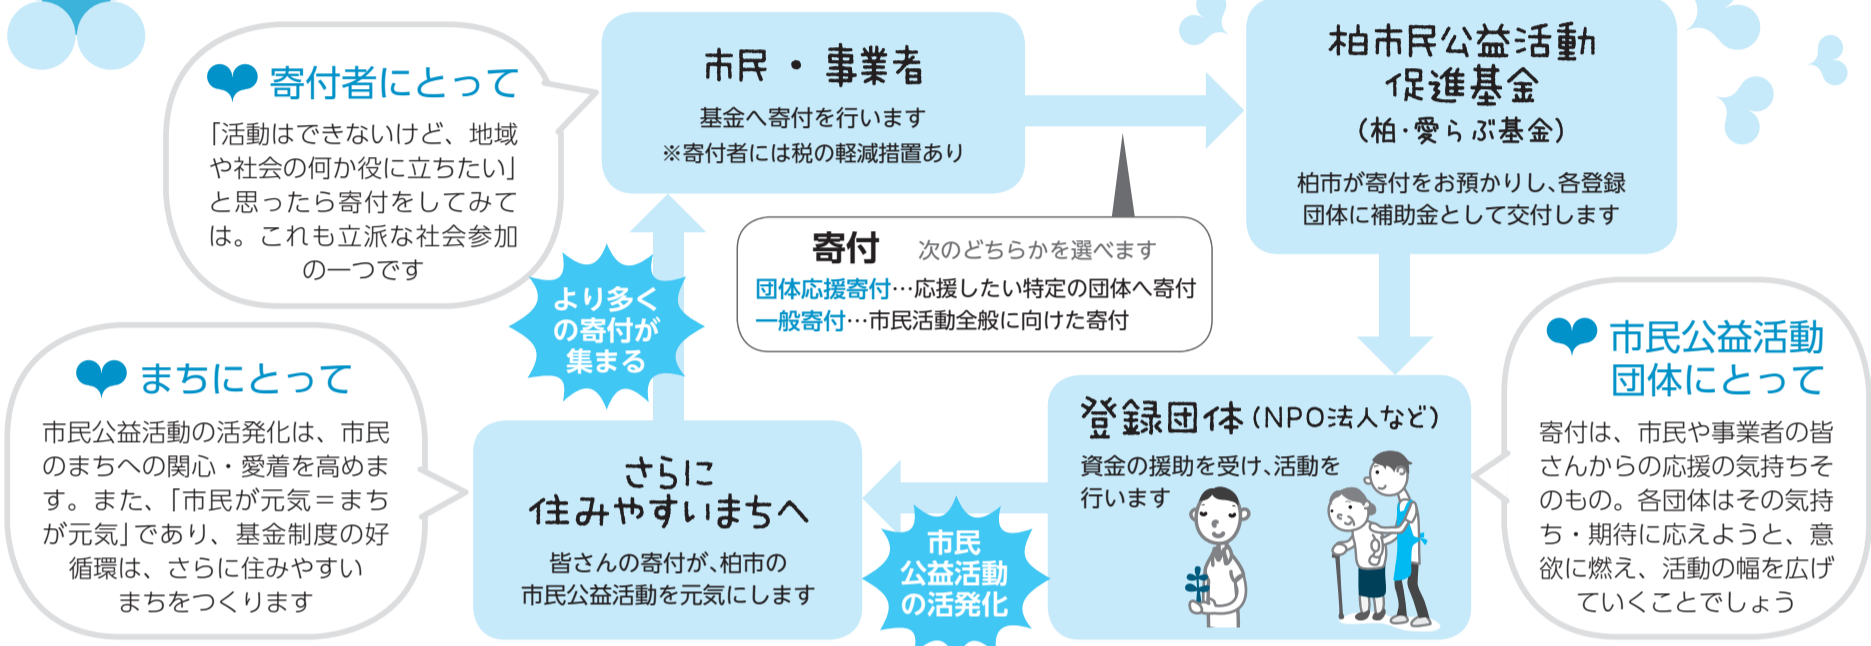 寄付者にとって
「活動はできないけど、地域
や社会の何か役に立ちたい」
と思ったら寄付をしてみて
は。これも立派な社会参加
の一つです
市民・事業者
基金へ寄付を行います
※寄付者には税の軽減措置あり
柏市民公益活動
促進基金
(柏・愛らぶ基金)
柏市が寄付をお預かりし、各登録
団体に補助金として交付します
寄付 次のどちらかを選べます
団体応援寄付…応援したい特定の団体へ寄付
一般寄付…市民活動全般に向けた寄付
より多く
の寄付が
集まる
まちにとって
市民公益活動の活発化は、市民
のまちへの関心・愛着を高めま
す。また、「市民が元気＝まち
が元気」であり、基金制度の好
循環は、さらに住みやすい
まちをつくります
さらに
住みやすいまちへ
皆さんの寄付が、柏市の
市民公益活動を元気にします
市民
公益活動
の活発化
登録団体(NPO法人など)
資金の援助を受け、活動を
行います
市民公益活動
団体にとって
寄付は、市民や事業者の皆
さんからの応援の気持ちそ
のもの。各団体はその気持
ち・期待に応えようと、意
欲に燃え、活動の幅を広げ
ていくことでしょう